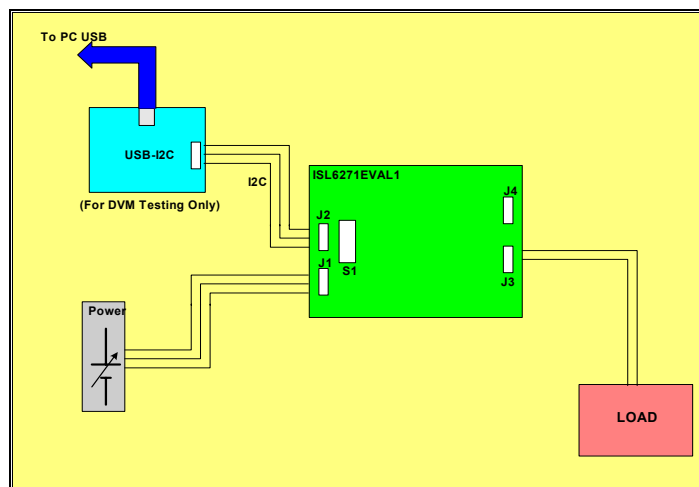 To PC USB
USB-I2C
(For DVM Testing Only)
I2C
ISL6271EVAL1
J4
J2
S1
J1
J3
Power
LOAD